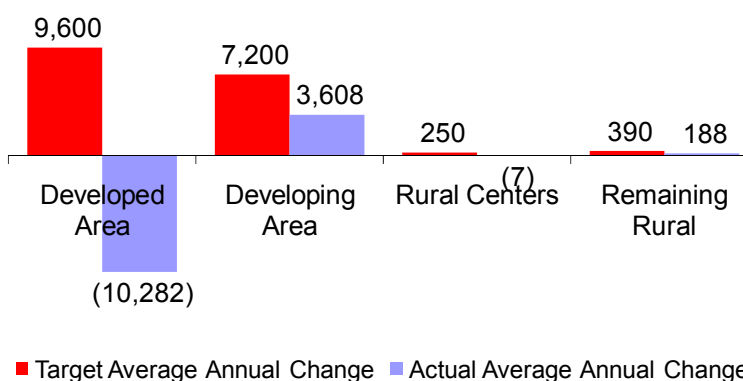 9,600
7,200
3,608
250
390
188
(7)
Developed Area
Developing Area
Rural Centers
Remaining Rural
(10,282)
Target Average Annual Change
Actual Average Annual Change